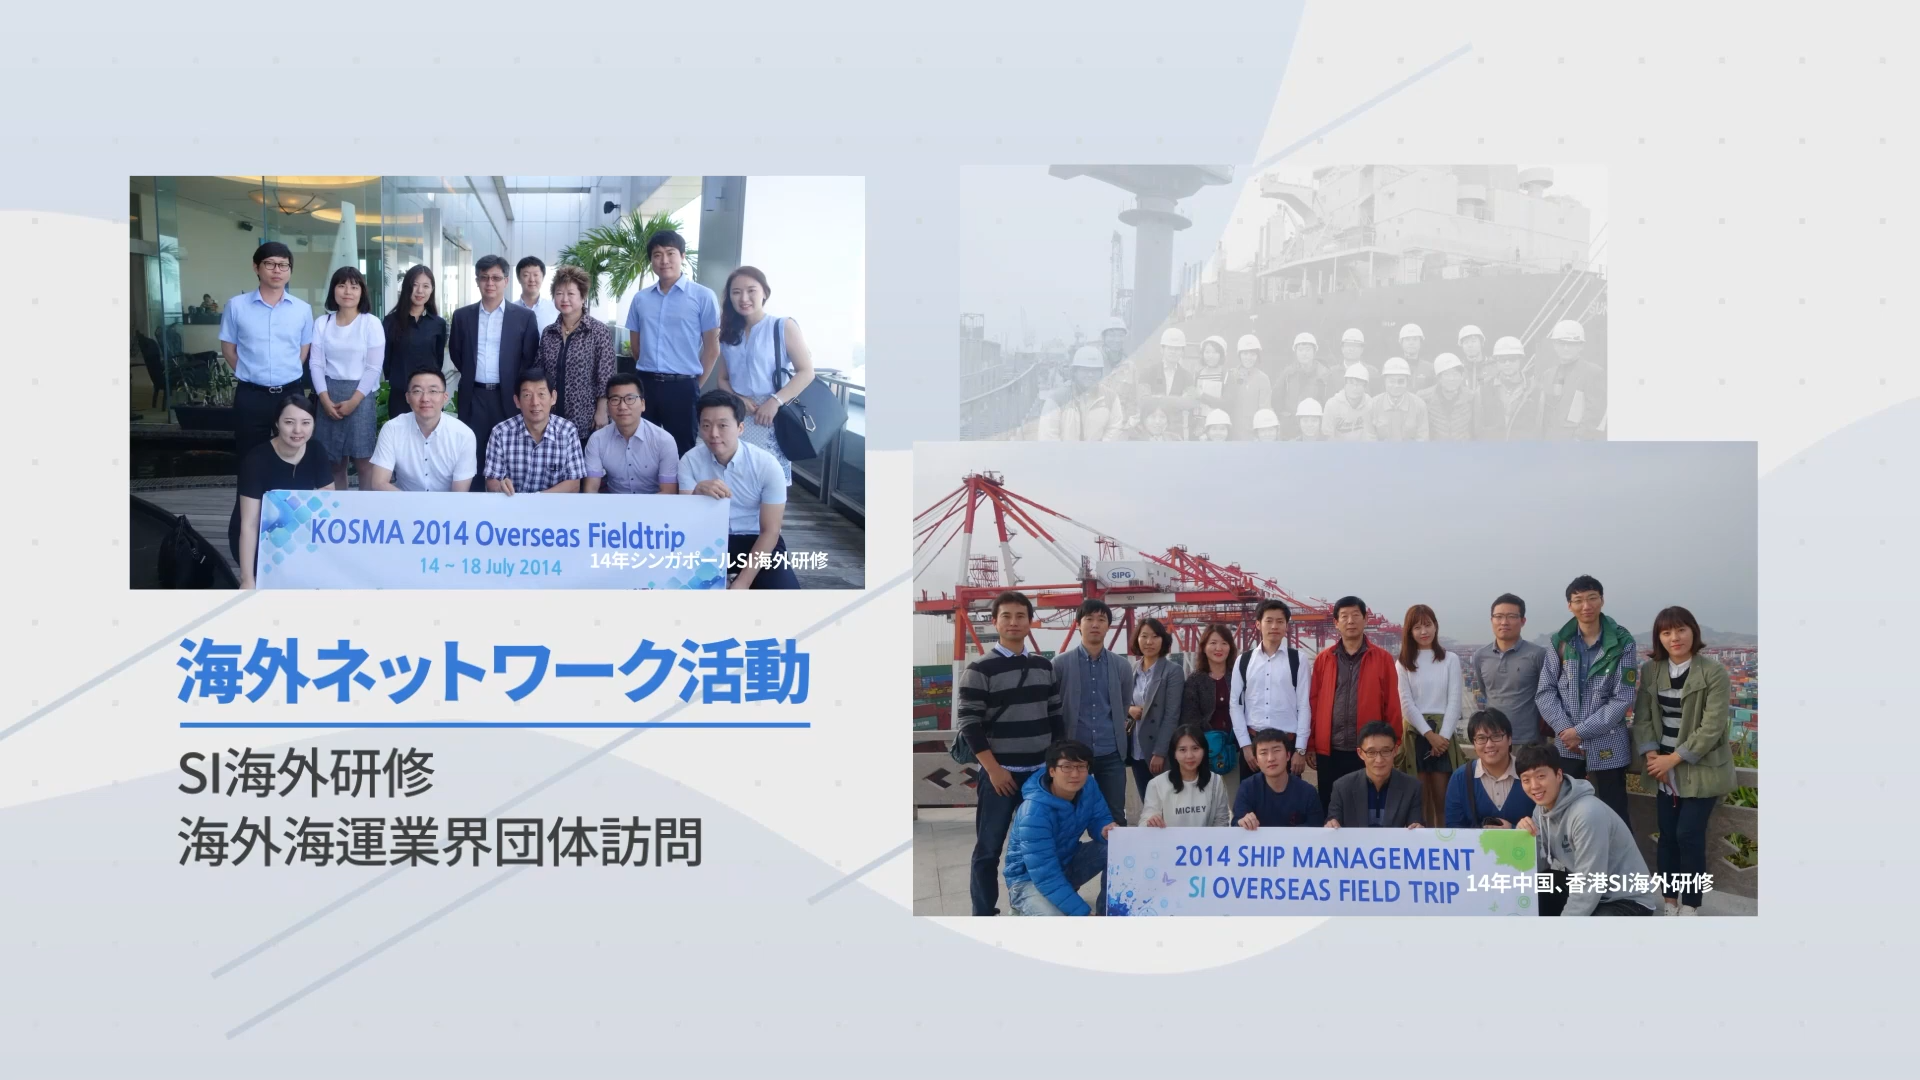 KOSMA 2014 Overseas Fieldtrip
14 ~ 18 July 2014
14年シンガポールSI海外研修
海外ネットワーク活動
SI海外研修
海外海運業界団体訪問
SIPG
MICKEY
2014 SHIP MANAGEMENT
SI OVERSEAS FIELD TRIP
14年中国、香港SI海外研修